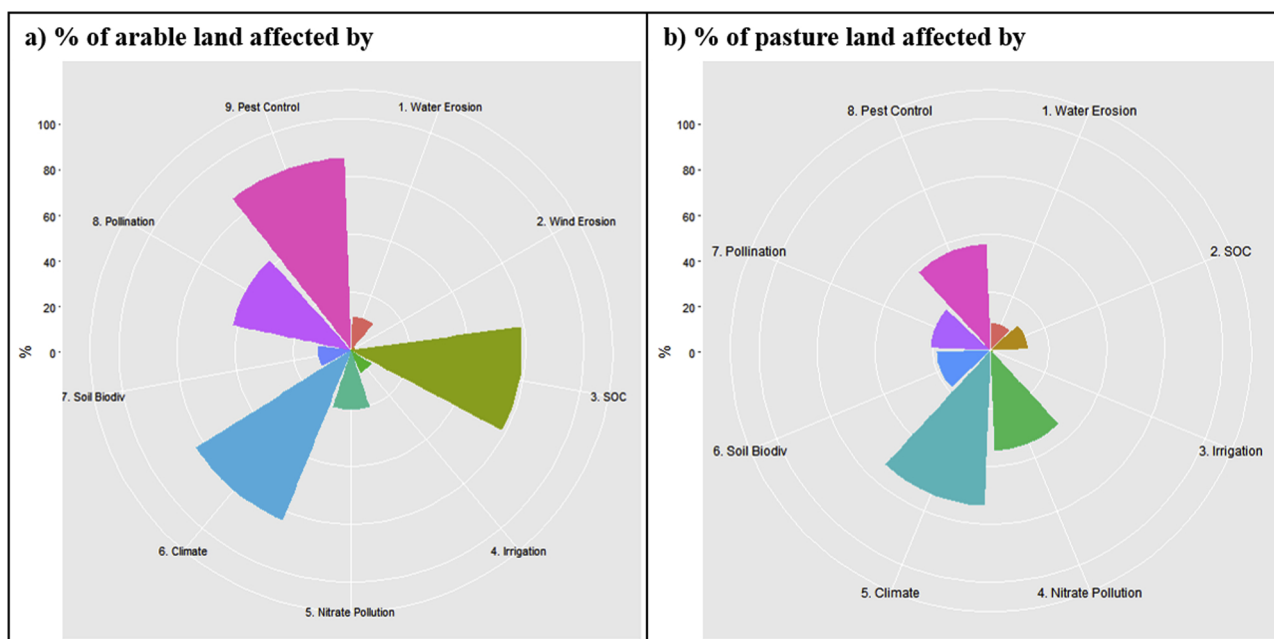 a) % of arable land affected by
9. Pest Control
1. Water Erosion
100
80
60
40
20
0
%
8. Pollination
2. Wind Erosion
7. Soil Biodiv
3. SOC
6. Climate
4. Irrigation
5. Nitrate Pollution
b) % of pasture land affected by
8. Pest Control
1. Water Erosion
100
80
60
40
20
0
%
7. Pollination
2. SOC
6. Soil Biodiv
3. Irrigation
5. Climate
4. Nitrate Pollution